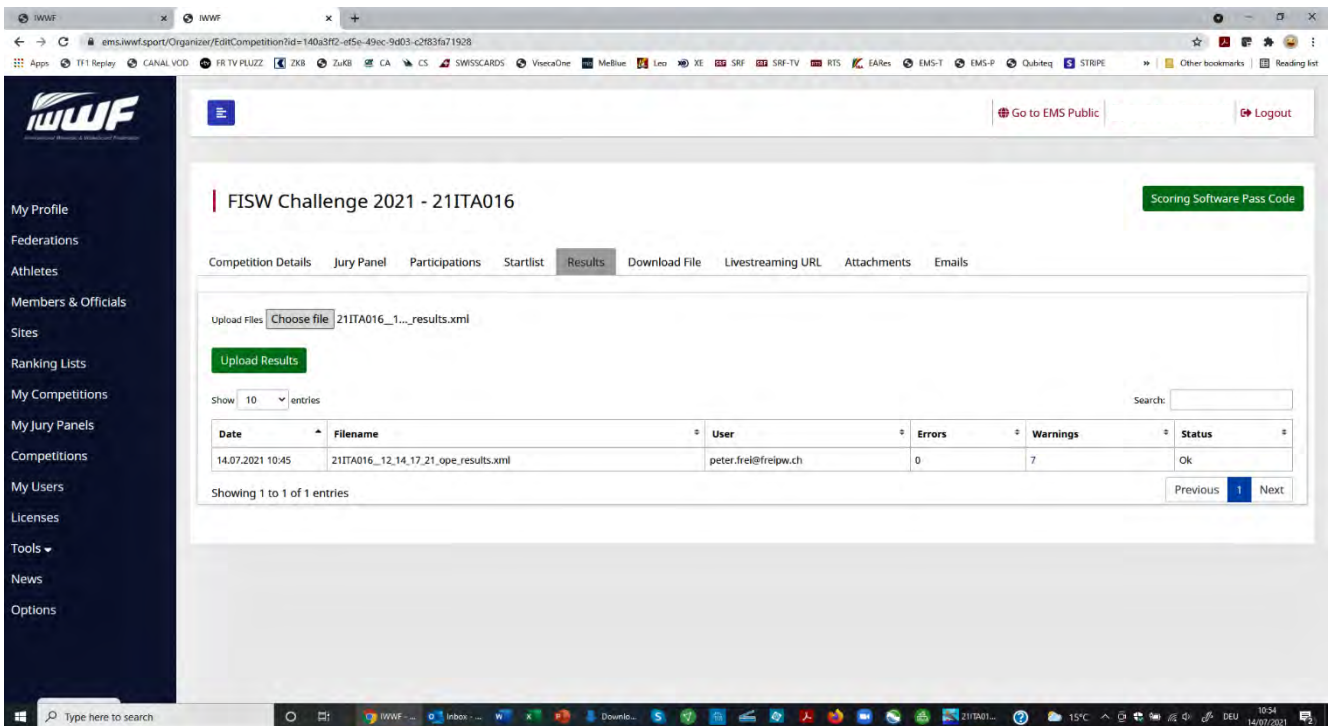 IWWF
IWWF
ems.iwwf.sport/Organizer/EditCompetition?id=140a3ff2-ef5e-49ec-9d03-c2f83fa71928
Apps TF1 Replay CANAL VOD FR TV PLUZZ ZKB ZuKB CA CS SWISSCARDS VisecaOne MeBlue Leo XE SRF SRF-TV RTS EARes EMS-T EMS-P Qubiteq STRIPE » Other bookmarks Reading list
IWWF
Go to EMS Public Logout
My Profile
Federations
Athletes
Members & Officials
Sites
Ranking Lists
My Competitions
My Jury Panels
Competitions
My Users
Licenses
Tools
News
Options
FISW Challenge 2021 - 21ITA016 Scoring Software Pass Code
Competition Details Jury Panel Participations Startlist Results Download File Livestreaming URL Attachments Emails
Upload Files Choose file 21ITA016__1..._results.xml
Upload Results
Show 10 entries Search:
Date Filename User Errors Warnings Status
14.07.2021 10:45 21ITA016__12_14_17_21_ope_results.xml peter.frei@freipw.ch 0 7 Ok
Showing 1 to 1 of 1 entries Previous 1 Next
Type here to search IWWF - ... Inbox - ... Downlo... 21ITA01... 15°C DEU 10:54
14/07/2021